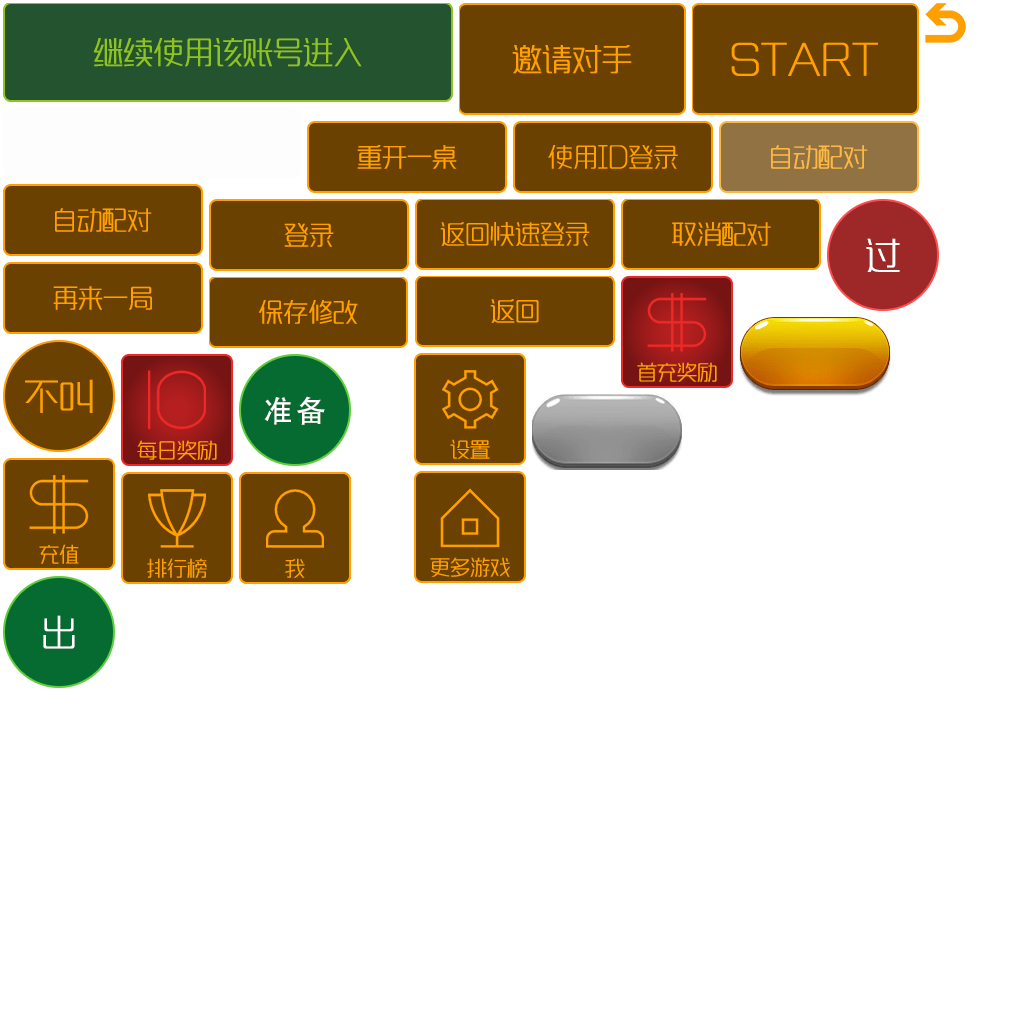 继续使用该账号进入
邀请对手
START
重开一桌
使用ID登录
自动配对
自动配对
登录
返回快速登录
取消配对
过
再来一局
保存修改
返回
首充奖励
不叫
每日奖励
准备
设置
充值
排行榜
我
更多游戏
出